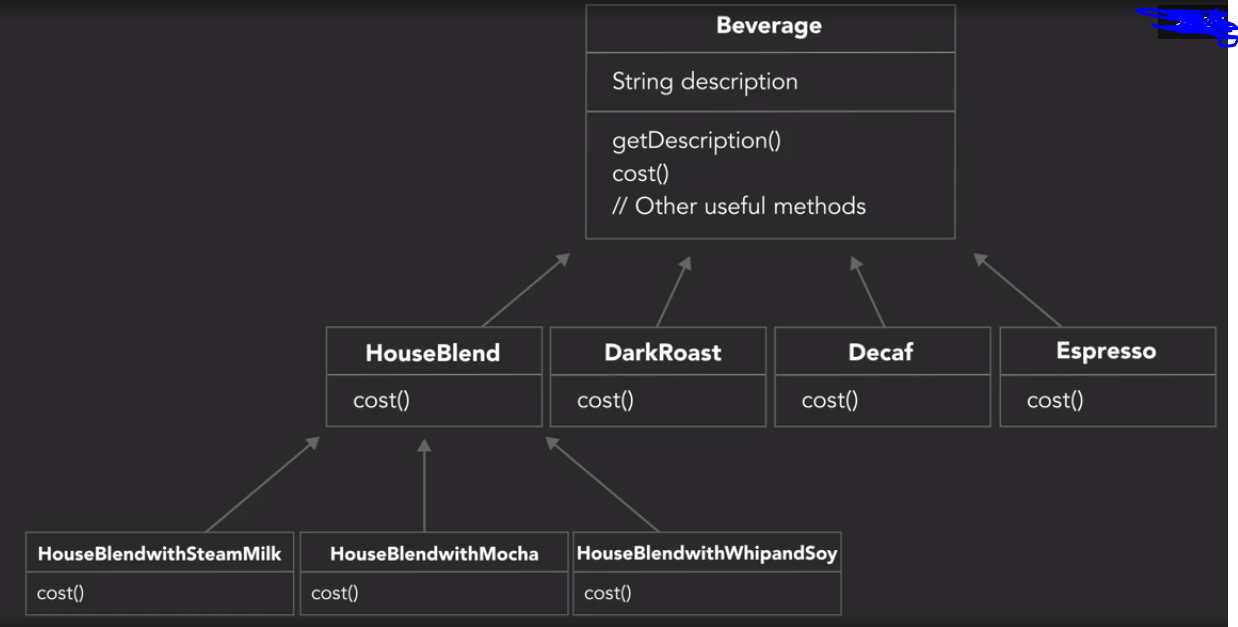 Beverage
String description
getDescription()
cost()
// Other useful methods
HouseBlend
DarkRoast
Decaf
Espresso
cost()
cost()
cost()
cost()
HouseBlendwithSteamMilk
HouseBlendwithMocha
HouseBlendwithWhipandSoy
cost()
cost()
cost()